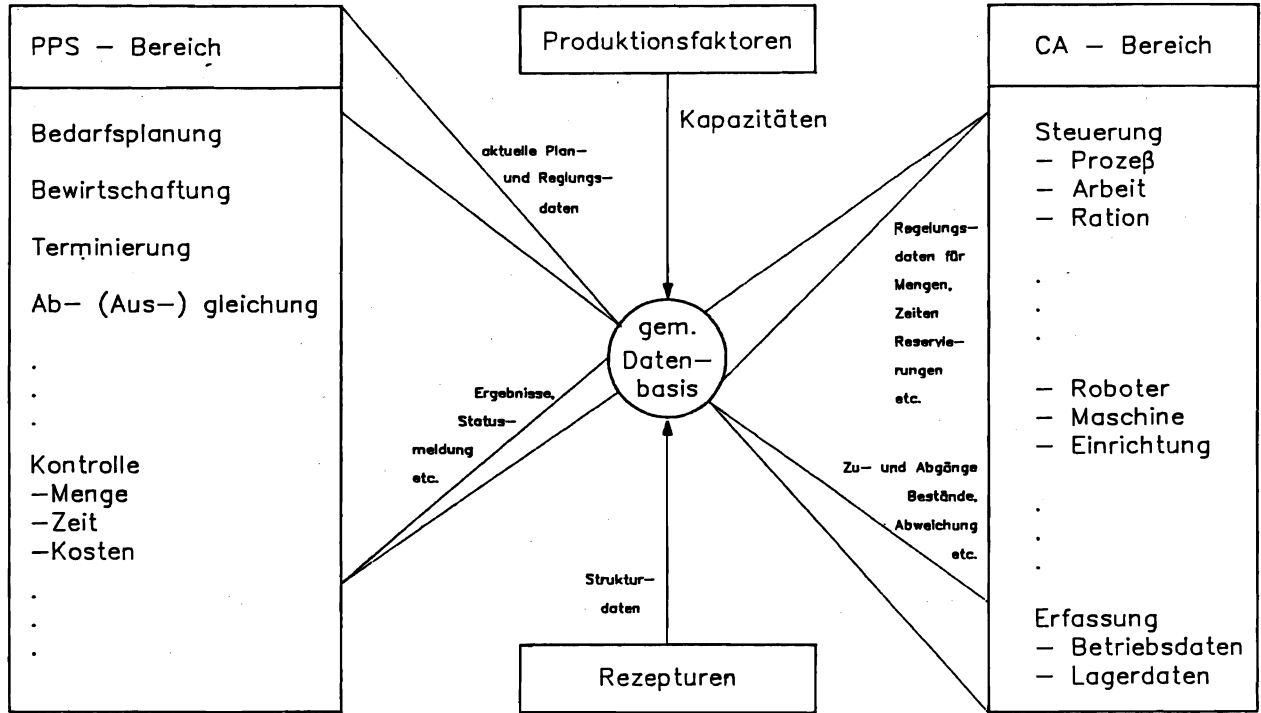 PPS – Bereich
Bedarfsplanung
Bewirtschaftung
Terminierung
Ab– (Aus–) gleichung
.
.
.
Kontrolle
–Menge
–Zeit
–Kosten
.
.
.
aktuelle Plan–
und Reglungs–
daten
Ergebnisse,
Status–
meldung
etc.
Produktionsfaktoren
Kapazitäten
gem.
Daten–
basis
Struktur–
daten
Rezepturen
Regelungs–
daten für
Mengen,
Zeiten
Reservie–
rungen
etc.
Zu– und Abgänge
Bestände,
Abweichung
etc.
CA – Bereich
Steuerung
– Prozeß
– Arbeit
– Ration
.
.
.
– Roboter
– Maschine
– Einrichtung
.
.
.
Erfassung
– Betriebsdaten
– Lagerdaten